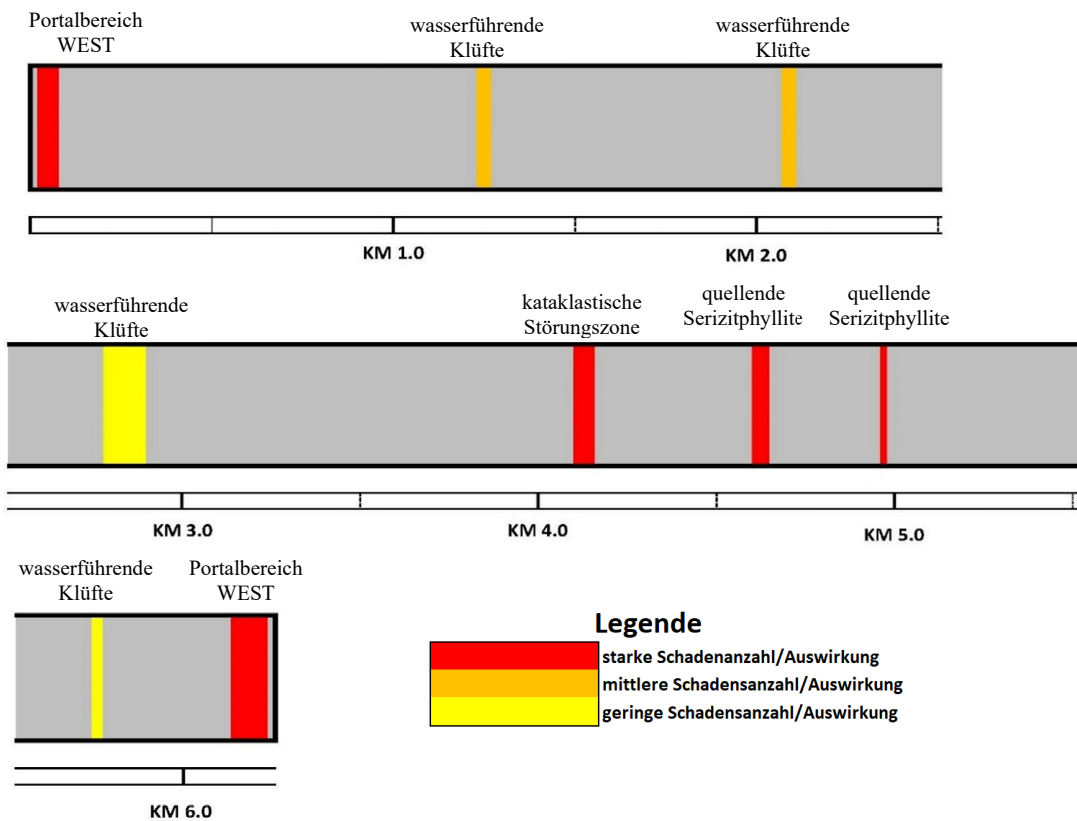 Portalbereich
WEST
wasserführende
Klüfte
wasserführende
Klüfte
KM 1.0
KM 2.0
wasserführende
Klüfte
kataklastische
Störungszone
quellende
Serizitphyllite
quellende
Serizitphyllite
KM 3.0
KM 4.0
KM 5.0
wasserführende
Klüfte
Portalbereich
WEST
KM 6.0
Legende
starke Schadenanzahl/Auswirkung
mittlere Schadensanzahl/Auswirkung
geringe Schadensanzahl/Auswirkung